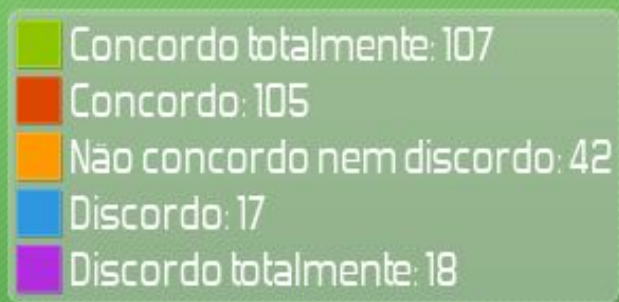 Concordo totalmente: 107
Concordo: 105
Não concordo nem discordo: 42
Discordo: 17
Discordo totalmente: 18